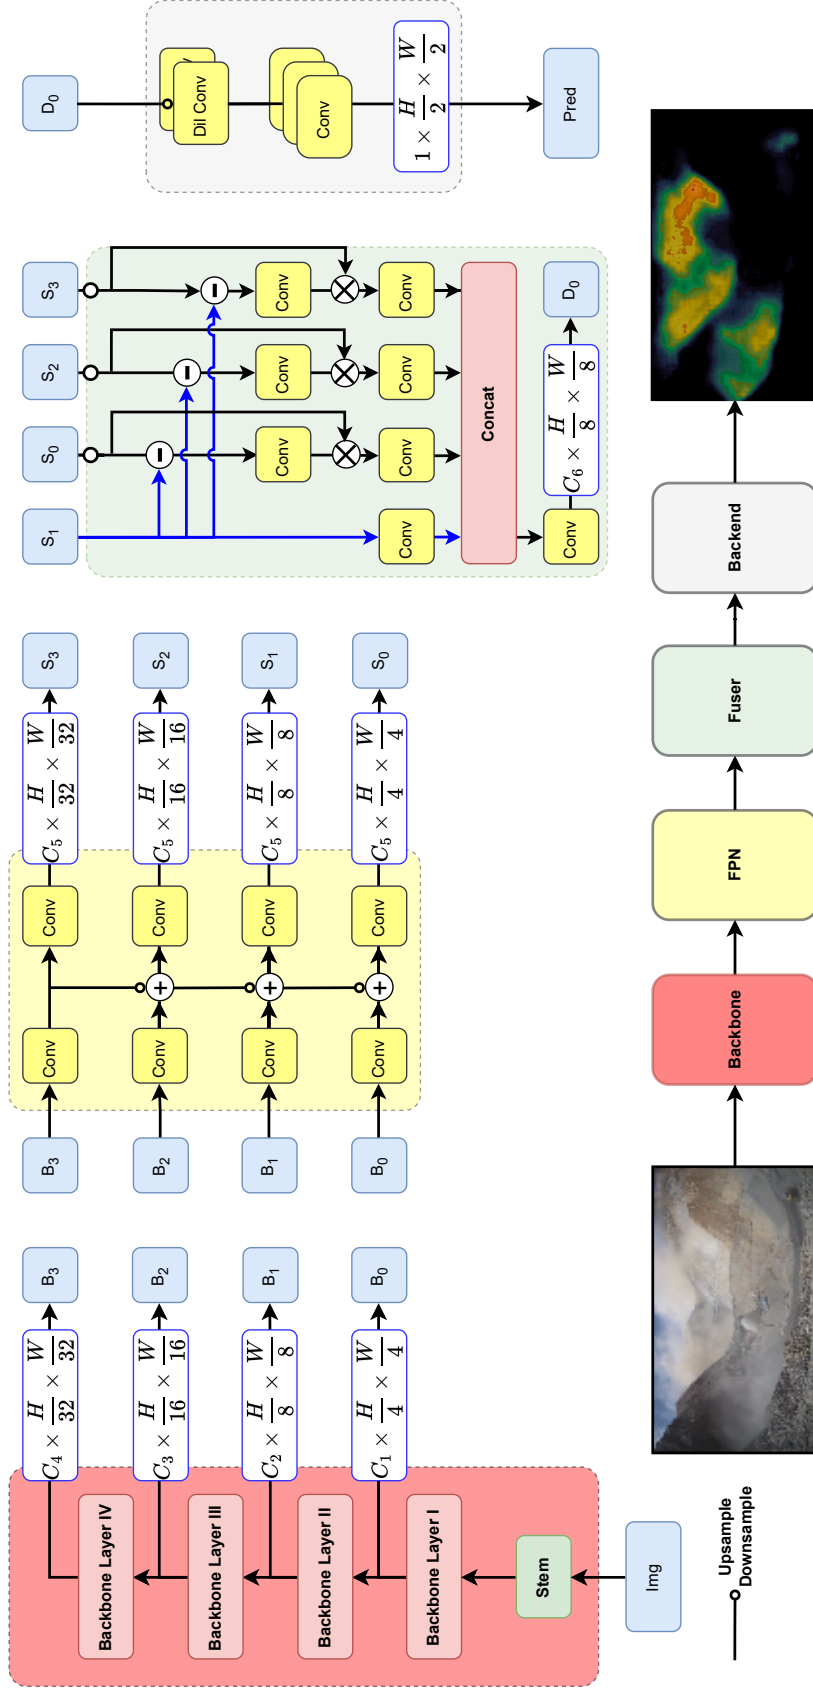 C₄ × H/32 × W/32
B₃
Backbone Layer IV
C₃ × H/16 × W/16
B₂
Backbone Layer III
C₂ × H/8 × W/8
B₁
Backbone Layer II
C₁ × H/4 × W/4
B₀
Backbone Layer I
Stem
Img
B₃
Conv
Conv
C₅ × H/32 × W/32
S₃
B₂
Conv
+
Conv
C₅ × H/16 × W/16
S₂
B₁
Conv
+
Conv
C₅ × H/8 × W/8
S₁
B₀
Conv
+
Conv
C₅ × H/4 × W/4
S₀
S₁
S₀
S₂
S₃
Conv
Conv
Conv
Conv
Conv
Conv
Conv
Concat
Conv
C₆ × H/8 × W/8
D₀
D₀
Dil Conv
Conv
1 × H/2 × W/2
Pred
Upsample
Downsample
Backbone
FPN
Fuser
Backend